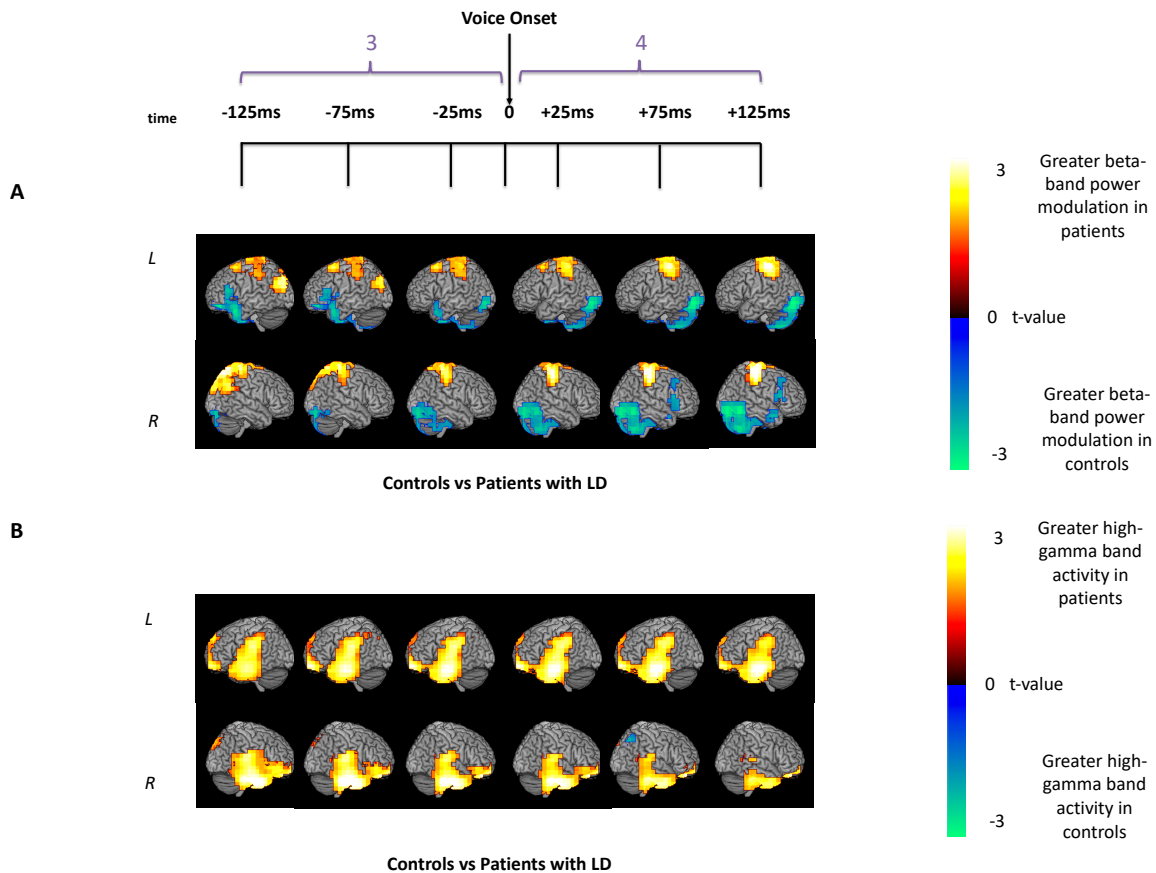 Voice Onset
3
4
time
-125ms
-75ms
-25ms
0
+25ms
+75ms
+125ms
A
3
Greater beta-
band power
modulation in
patients
L
0 t-value
R
-3
Greater beta-
band power
modulation in
controls
Controls vs Patients with LD
B
3
Greater high-
gamma band
activity in
patients
L
0 t-value
R
-3
Greater high-
gamma band
activity in
controls
Controls vs Patients with LD